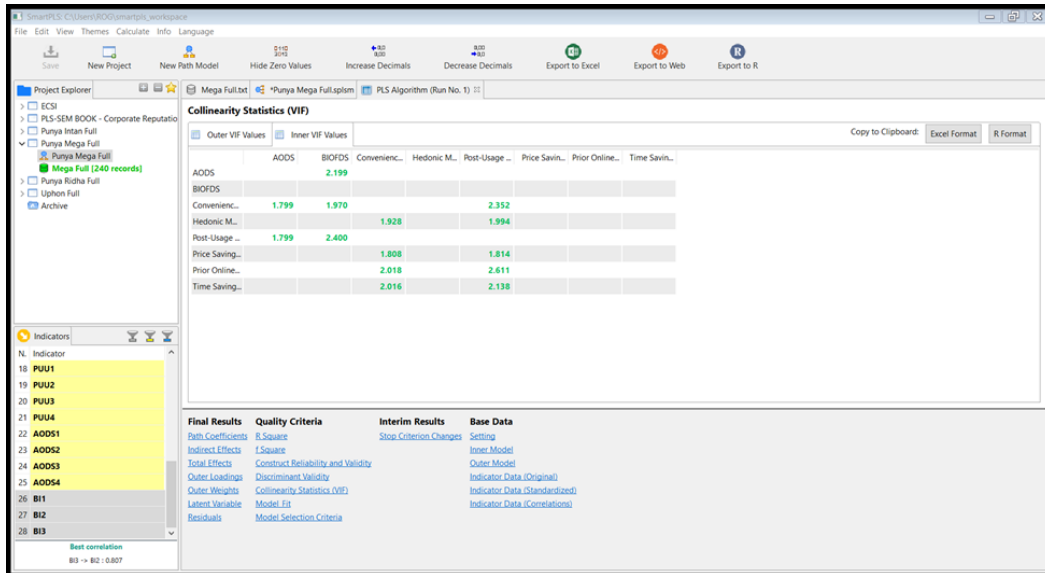 SmartPLS: C:\Users\ROG\smartpls_workspace
File Edit View Themes Calculate Info Language
Save New Project New Path Model Hide Zero Values Increase Decimals Decrease Decimals Export to Excel Export to Web Export to R
Project Explorer
ECSI
PLS-SEM BOOK - Corporate Reputatio
Punya Intan Full
Punya Mega Full
Punya Mega Full
Mega Full [240 records]
Punya Ridha Full
Uphon Full
Archive
Indicators
N. Indicator
18 PUU1
19 PUU2
20 PUU3
21 PUU4
22 AODS1
23 AODS2
24 AODS3
25 AODS4
26 BI1
27 BI2
28 BI3
Best correlation
BI3 -> BI2 : 0.807
Mega Full.txt *Punya Mega Full.splsm PLS Algorithm (Run No. 1)
Collinearity Statistics (VIF)
Outer VIF Values Inner VIF Values Copy to Clipboard: Excel Format R Format
AODS BIOFDS Convenienc... Hedonic M... Post-Usage ... Price Savin... Prior Online... Time Savin...
AODS 2.199
BIOFDS
Convenienc... 1.799 1.970 2.352
Hedonic M... 1.928 1.994
Post-Usage ... 1.799 2.400
Price Saving... 1.808 1.814
Prior Online... 2.018 2.611
Time Saving... 2.016 2.138
Final Results Quality Criteria Interim Results Base Data
Path Coefficients R Square Stop Criterion Changes Setting
Indirect Effects f Square Inner Model
Total Effects Construct Reliability and Validity Outer Model
Outer Loadings Discriminant Validity Indicator Data (Original)
Outer Weights Collinearity Statistics (VIF) Indicator Data (Standardized)
Latent Variable Model_Fit Indicator Data (Correlations)
Residuals Model Selection Criteria